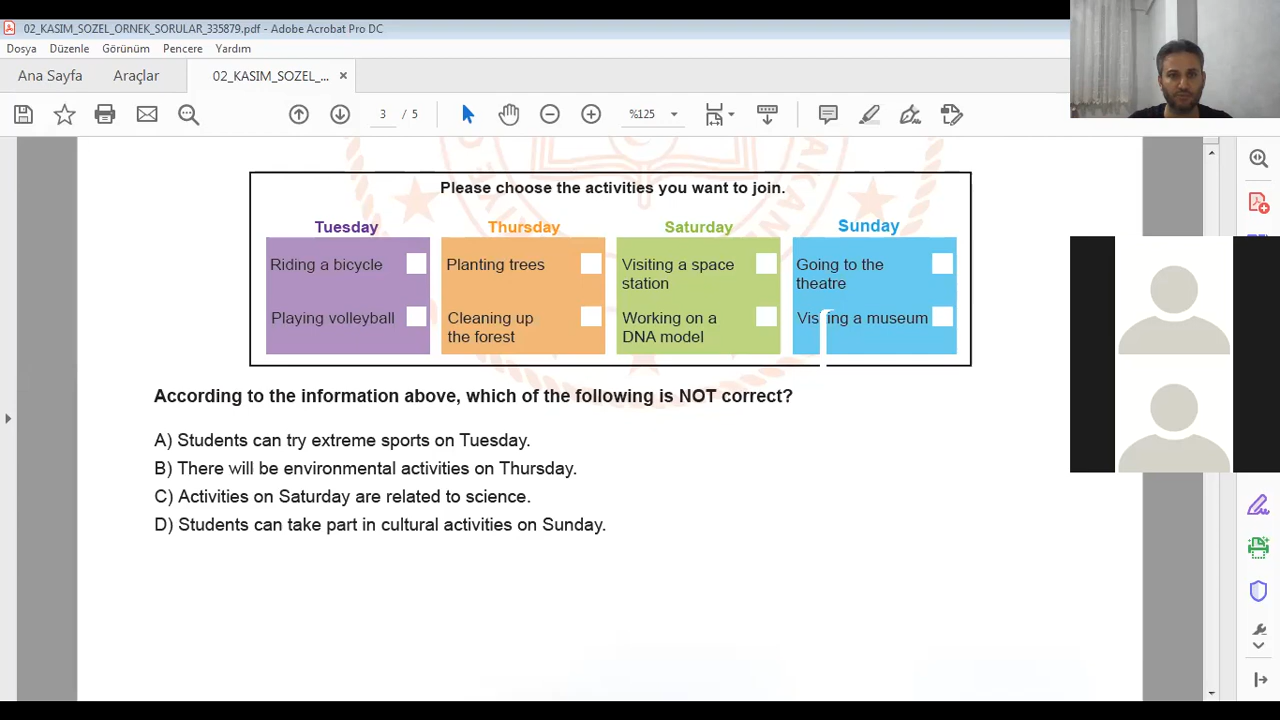 02_KASIM_SOZEL_ORNEK_SORULAR_335879.pdf - Adobe Acrobat Pro DC
Dosya Düzenle Görünüm Pencere Yardım
Ana Sayfa Araçlar 02_KASIM_SOZEL_... ×
3 / 5 %125
Please choose the activities you want to join.
Tuesday Thursday Saturday Sunday
Riding a bicycle Planting trees Visiting a space station Going to the theatre
Playing volleyball Cleaning up the forest Working on a DNA model Visiting a museum
According to the information above, which of the following is NOT correct?
A) Students can try extreme sports on Tuesday.
B) There will be environmental activities on Thursday.
C) Activities on Saturday are related to science.
D) Students can take part in cultural activities on Sunday.